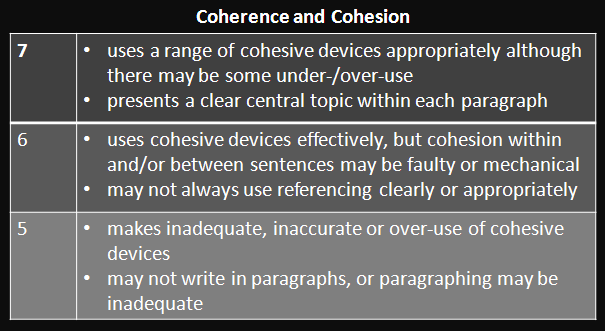 Coherence and Cohesion
7
• uses a range of cohesive devices appropriately although
there may be some under-/over-use
• presents a clear central topic within each paragraph
6
• uses cohesive devices effectively, but cohesion within
and/or between sentences may be faulty or mechanical
• may not always use referencing clearly or appropriately
5
• makes inadequate, inaccurate or over-use of cohesive
devices
• may not write in paragraphs, or paragraphing may be
inadequate